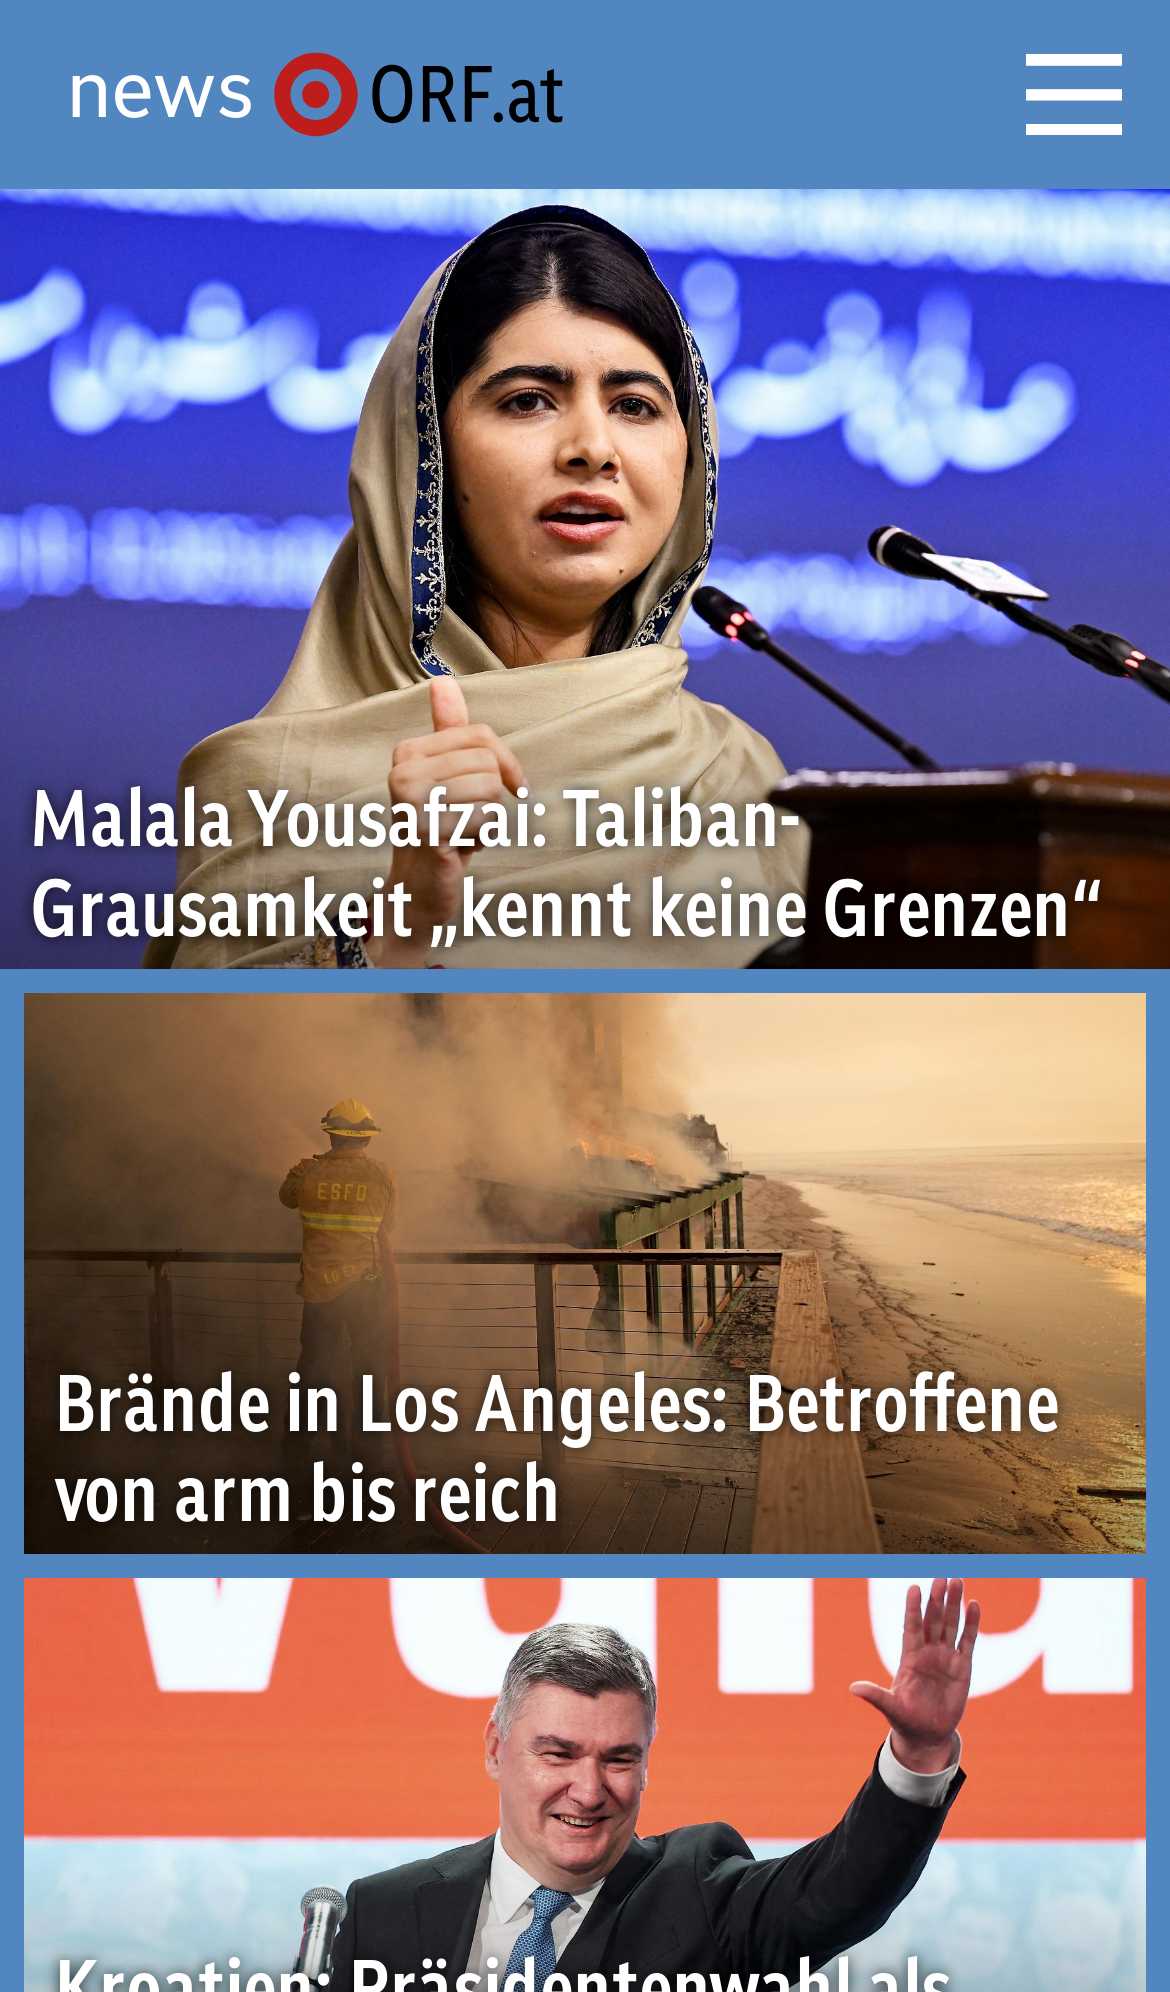 news ORF.at
Malala Yousafzai: Taliban-
Grausamkeit „kennt keine Grenzen“
ESFD
Brände in Los Angeles: Betroffene
von arm bis reich
Kroatien: Präsidentenwahl als